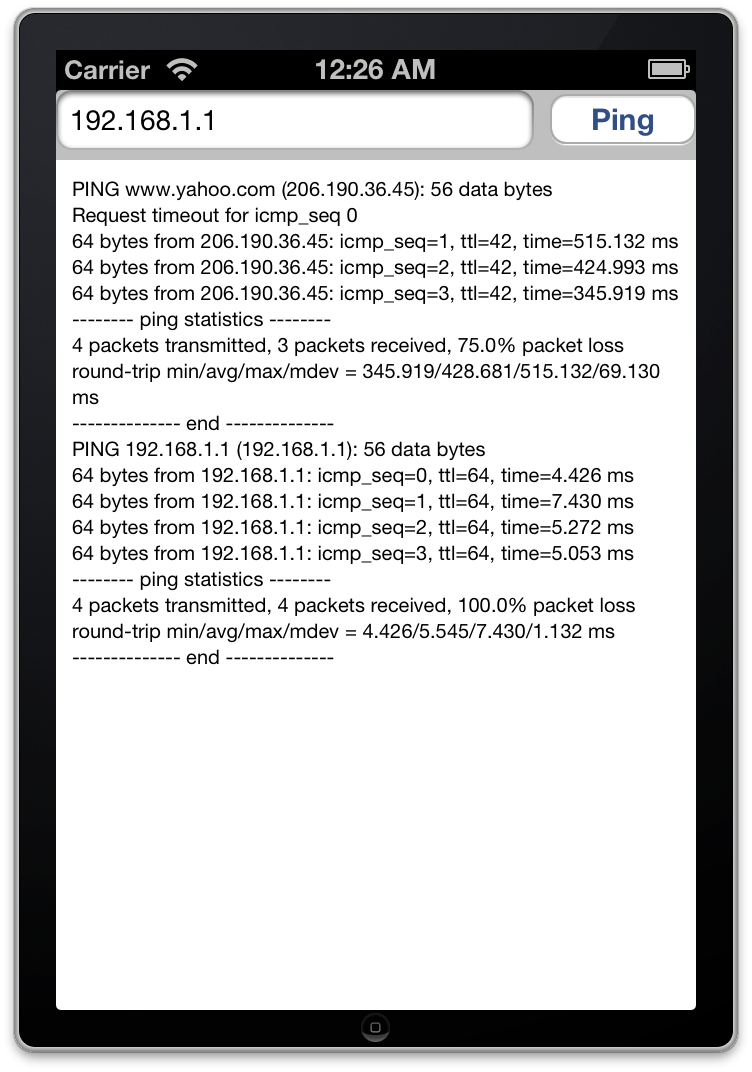 Carrier 12:26 AM
192.168.1.1 Ping
PING www.yahoo.com (206.190.36.45): 56 data bytes
Request timeout for icmp_seq 0
64 bytes from 206.190.36.45: icmp_seq=1, ttl=42, time=515.132 ms
64 bytes from 206.190.36.45: icmp_seq=2, ttl=42, time=424.993 ms
64 bytes from 206.190.36.45: icmp_seq=3, ttl=42, time=345.919 ms
-------- ping statistics --------
4 packets transmitted, 3 packets received, 75.0% packet loss
round-trip min/avg/max/mdev = 345.919/428.681/515.132/69.130
ms
-------------- end --------------
PING 192.168.1.1 (192.168.1.1): 56 data bytes
64 bytes from 192.168.1.1: icmp_seq=0, ttl=64, time=4.426 ms
64 bytes from 192.168.1.1: icmp_seq=1, ttl=64, time=7.430 ms
64 bytes from 192.168.1.1: icmp_seq=2, ttl=64, time=5.272 ms
64 bytes from 192.168.1.1: icmp_seq=3, ttl=64, time=5.053 ms
-------- ping statistics --------
4 packets transmitted, 4 packets received, 100.0% packet loss
round-trip min/avg/max/mdev = 4.426/5.545/7.430/1.132 ms
-------------- end --------------